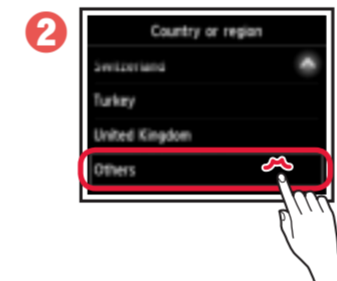 2
Country or region
Switzerland
Turkey
United Kingdom
Others